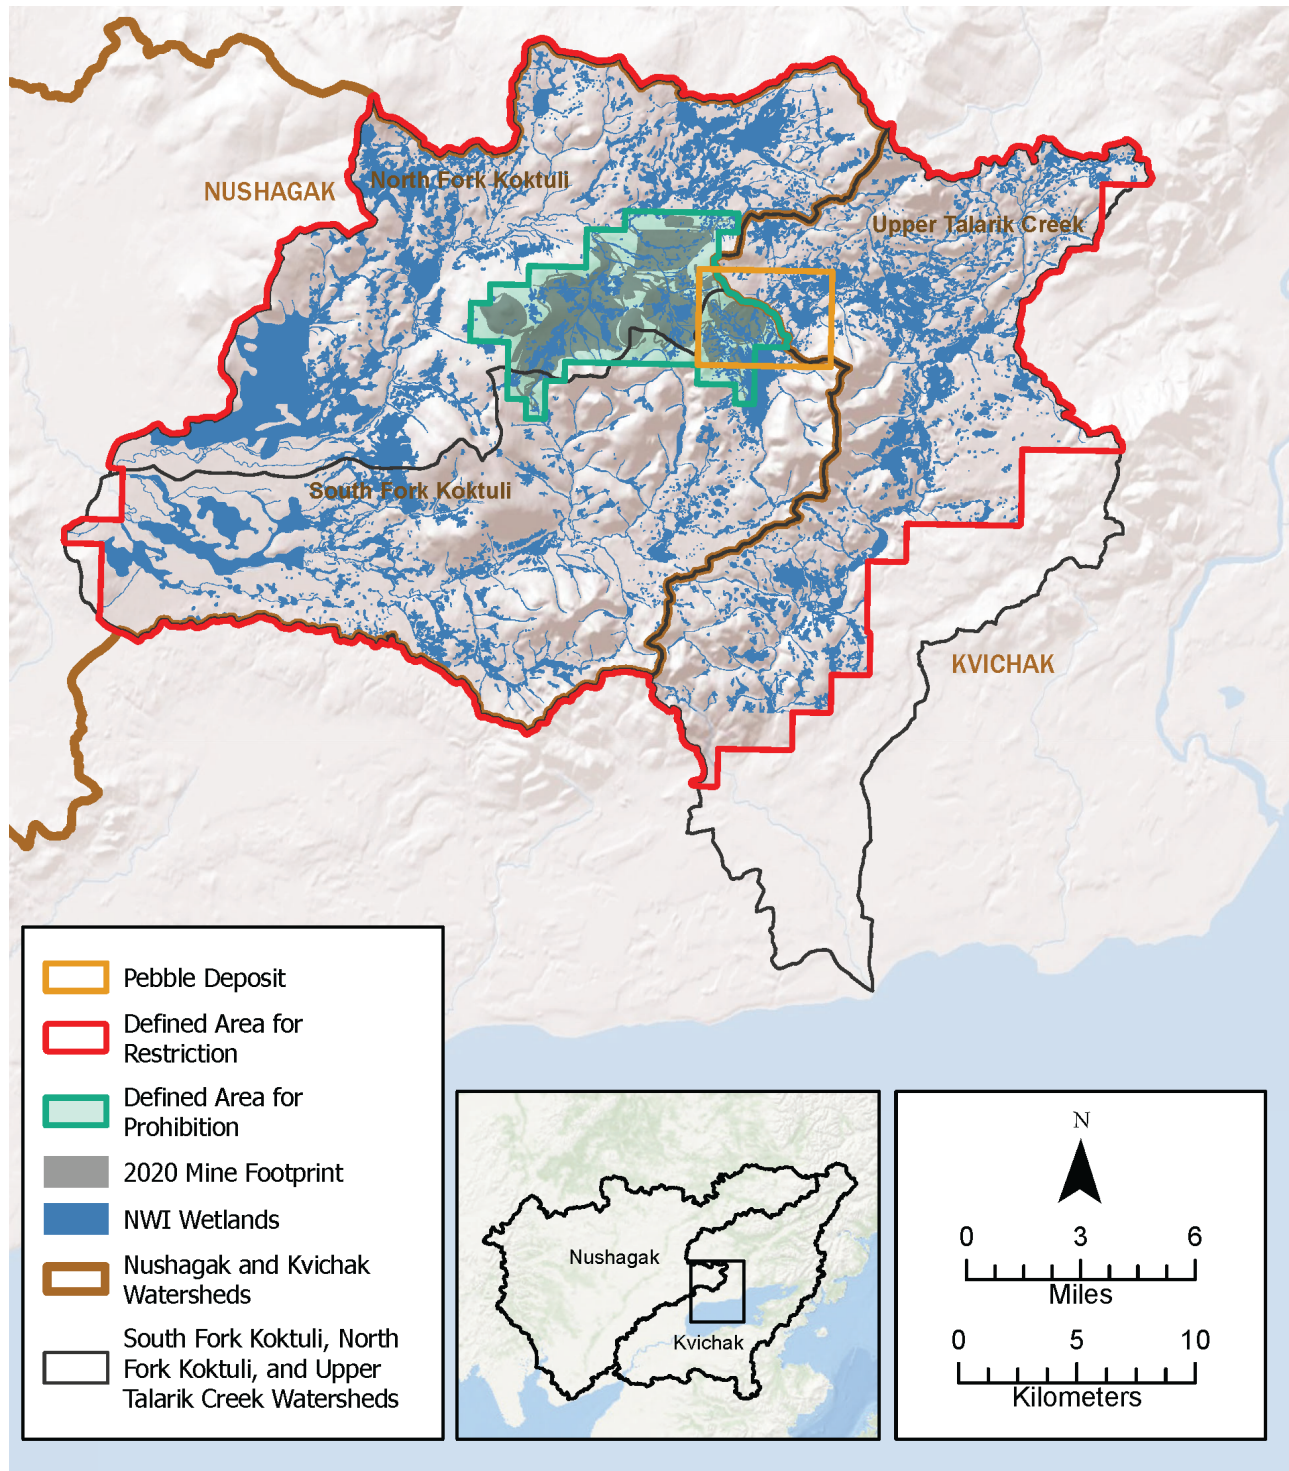 NUSHAGAK
North Fork Koktuli
Upper Talarik Creek
South Fork Koktuli
KVICHAK
Pebble Deposit
Defined Area for
Restriction
Defined Area for
Prohibition
2020 Mine Footprint
NWI Wetlands
Nushagak and Kvichak
Watersheds
South Fork Koktuli, North
Fork Koktuli, and Upper
Talarik Creek Watersheds
Nushagak
Kvichak
N
0 3 6
Miles
0 5 10
Kilometers